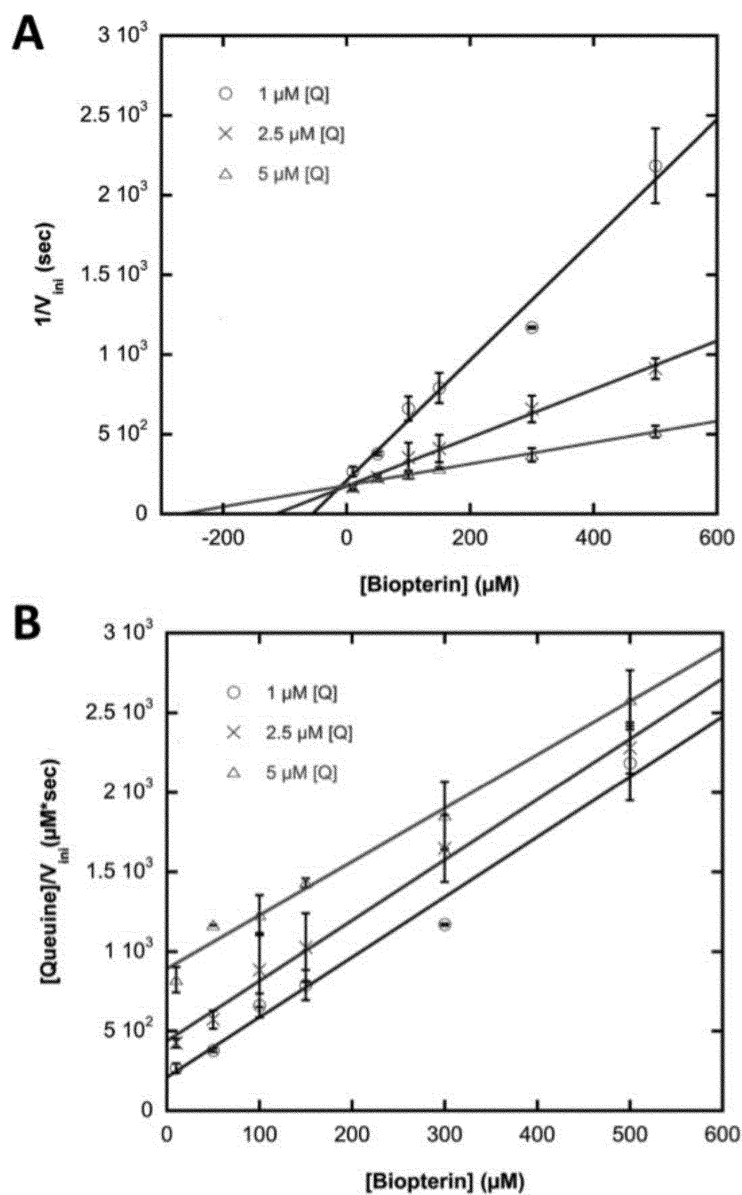 A
3 10³
2.5 10³
2 10³
1.5 10³
1 10³
5 10²
0
1/Vini (sec)
1 µM [Q]
2.5 µM [Q]
5 µM [Q]
-200 0 200 400 600
[Biopterin] (µM)
B
3 10³
2.5 10³
2 10³
1.5 10³
1 10³
5 10²
0
[Queuine]/Vini (µM*sec)
1 µM [Q]
2.5 µM [Q]
5 µM [Q]
0 100 200 300 400 500 600
[Biopterin] (µM)